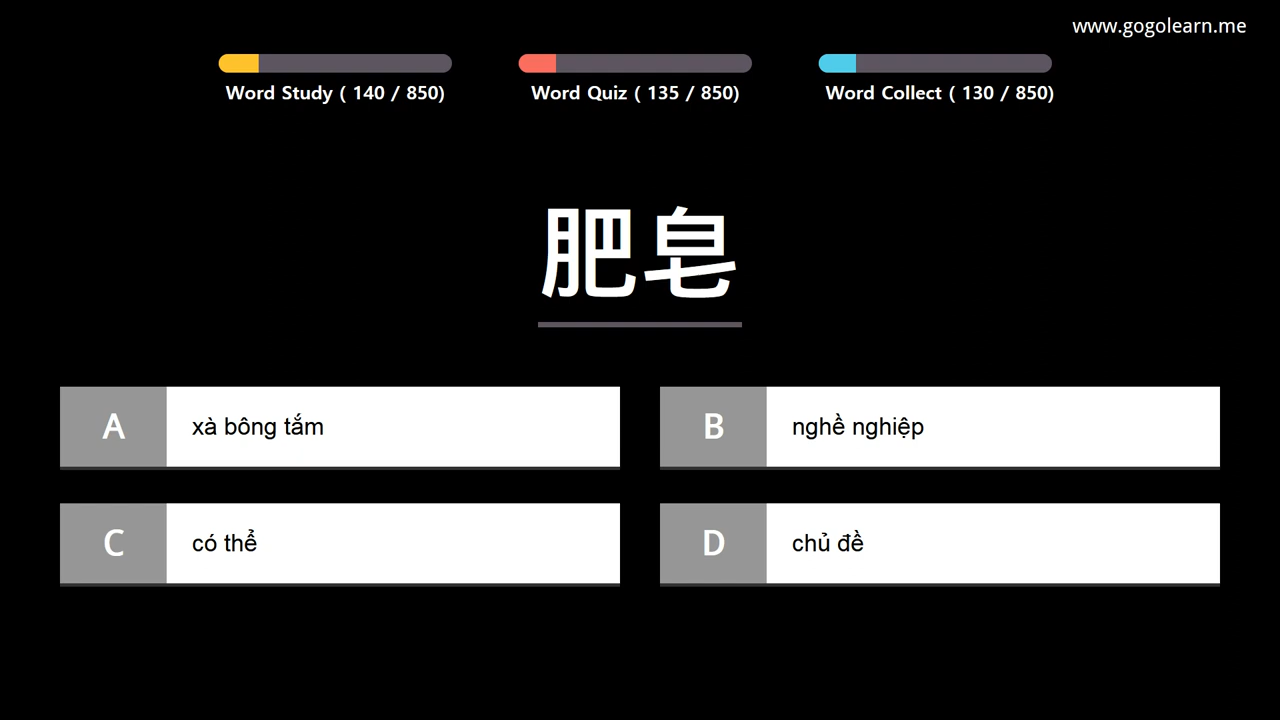 www.gogolearn.me
Word Study ( 140 / 850)
Word Quiz ( 135 / 850)
Word Collect ( 130 / 850)
肥皂
A xà bông tắm
B nghề nghiệp
C có thể
D chủ đề